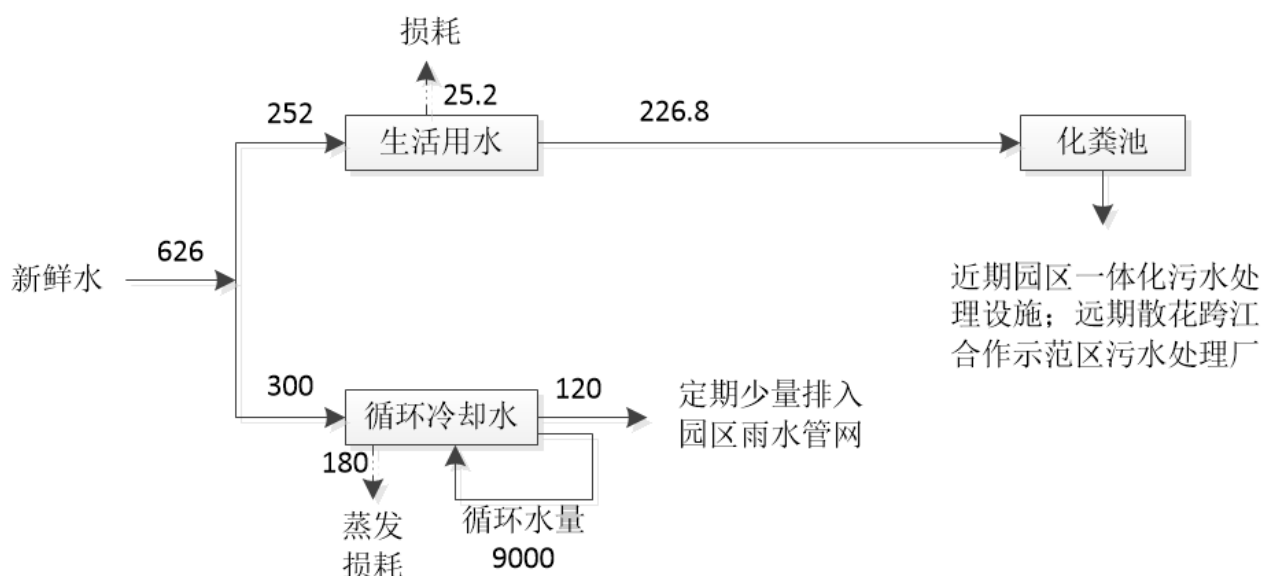 损耗
25.2
252
生活用水
226.8
化粪池
626
新鲜水
近期园区一体化污水处
理设施；远期散花跨江
合作示范区污水处理厂
300
循环冷却水
120
定期少量排入
园区雨水管网
180
蒸发
损耗
循环水量
9000